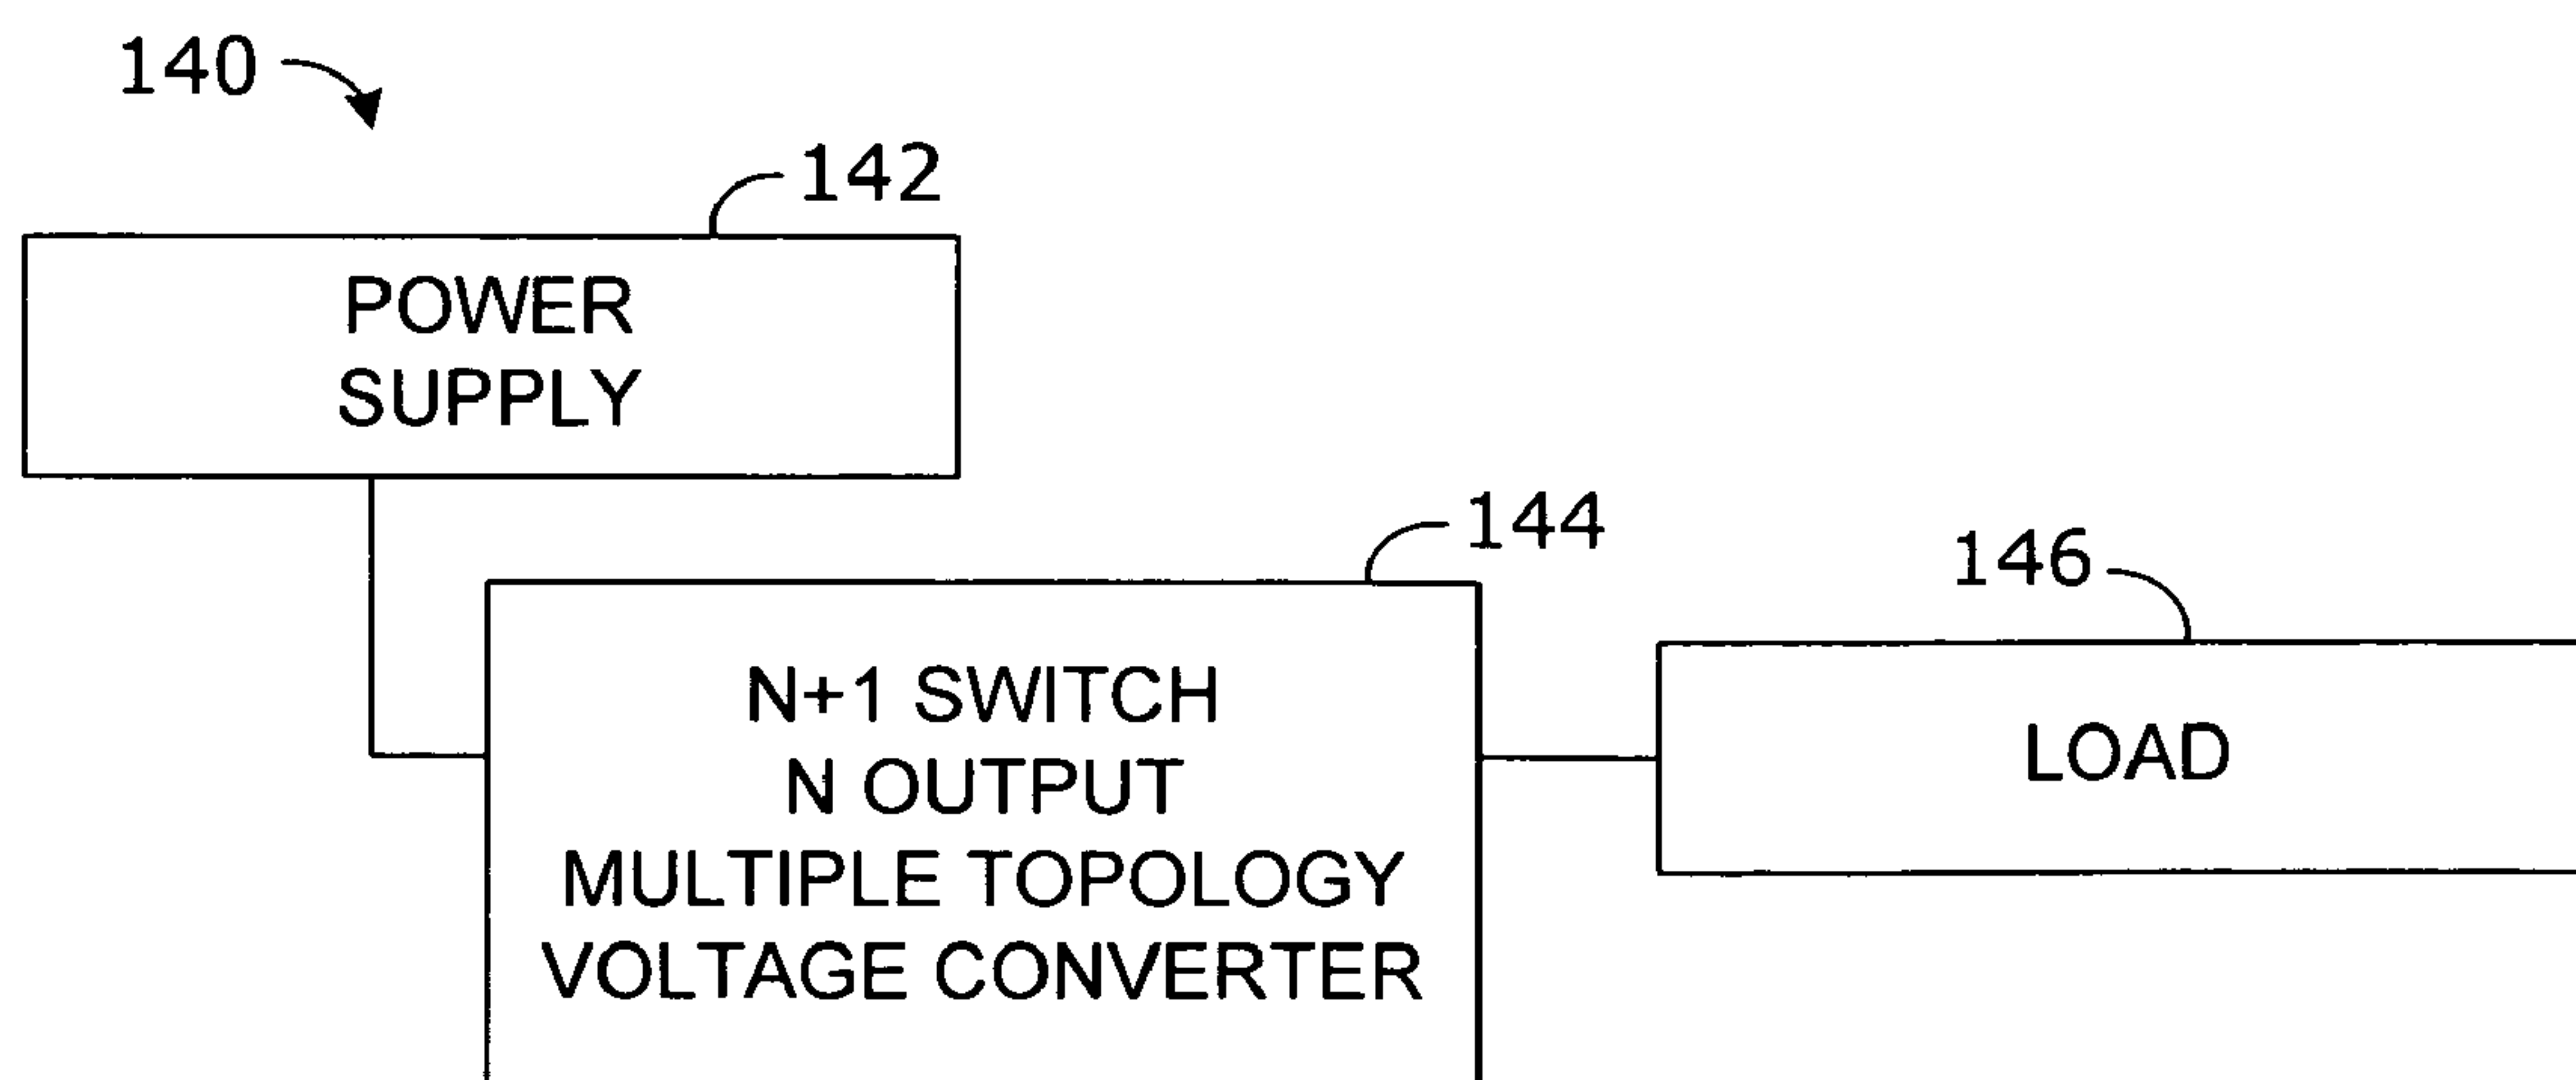 140
142
POWER
SUPPLY
144
146
N+1 SWITCH
N OUTPUT
MULTIPLE TOPOLOGY
VOLTAGE CONVERTER
LOAD